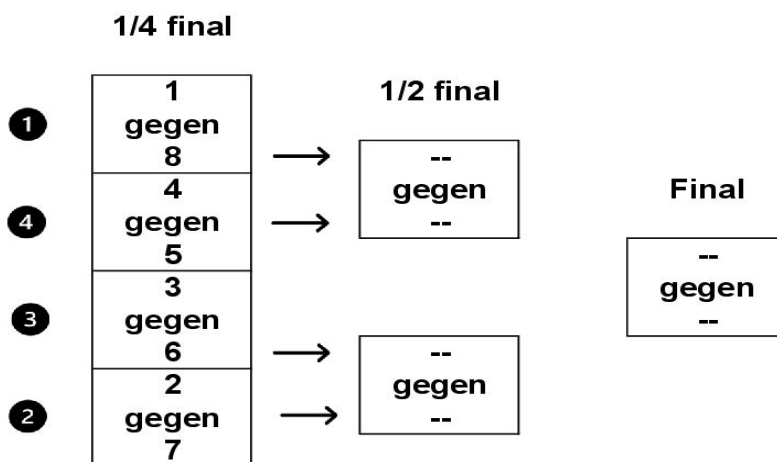 1/4 final
1
1
gegen
8
4
4
gegen
5
3
3
gegen
6
2
2
gegen
7
1/2 final
--
gegen
--
--
gegen
--
Final
--
gegen
--